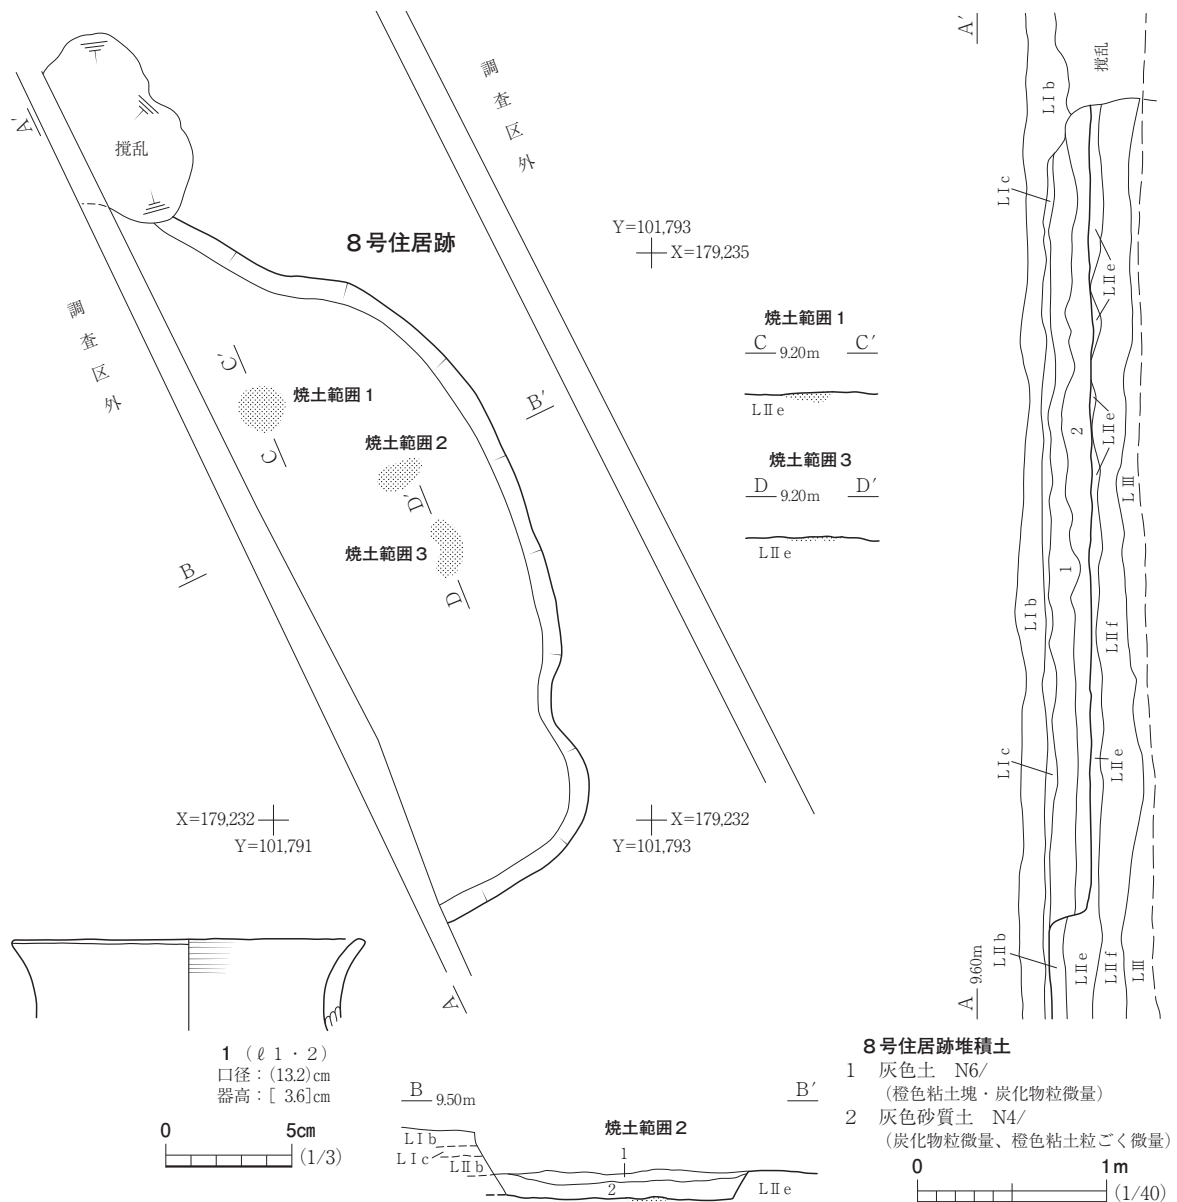 調査区外
A′
撹乱
8号住居跡
調査区外
Y=101,793
X=179,235
焼土範囲1
C 9.20m C′
LⅡe
焼土範囲3
D 9.20m D′
LⅡe
C′
焼土範囲1
C
焼土範囲2
D′
焼土範囲3
D
B′
B
X=179,232
Y=101,791
X=179,232
Y=101,793
A
A′
撹乱
LⅠb
LⅠc
LⅡe
2
LⅡe
LⅢ
1
LⅠb
LⅡf
LⅠc
LⅡe
LⅡb
LⅡe
LⅡf
LⅢ
A 9.60m
1 (ℓ 1・2)
口径:(13.2)cm
器高:[ 3.6]cm
0 5cm
(1/3)
B 9.50m B′
焼土範囲2
LⅠb
LⅠc
LⅡb
1
2
LⅡe
8号住居跡堆積土
1 灰色土 N6/
(橙色粘土塊・炭化物粒微量)
2 灰色砂質土 N4/
(炭化物粒微量、橙色粘土粒ごく微量)
0 1m
(1/40)